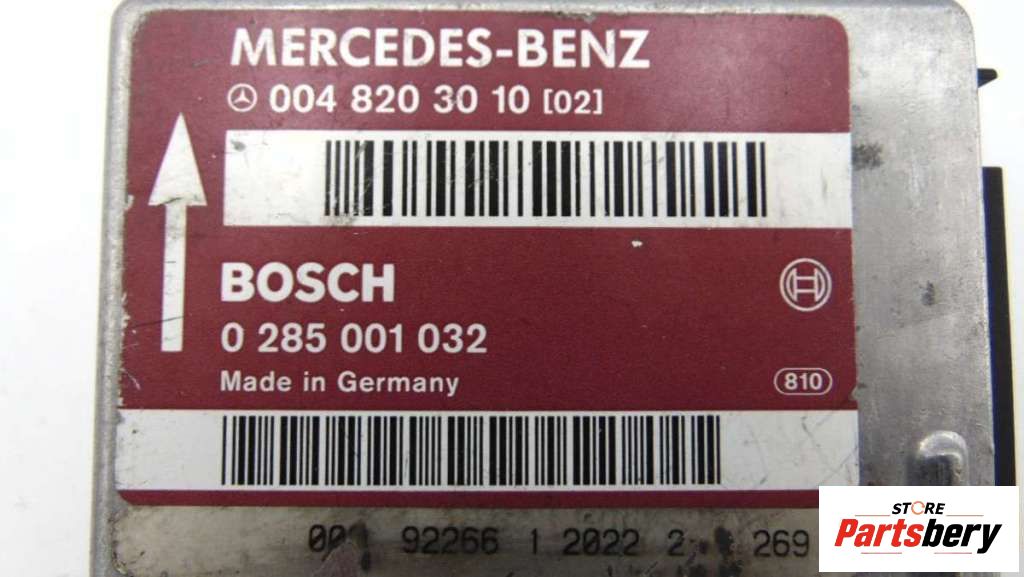 MERCEDES-BENZ
004 820 30 10 [02]
BOSCH
0 285 001 032
Made in Germany
810
92266 1 2022 2 269
STORE
Partsbery